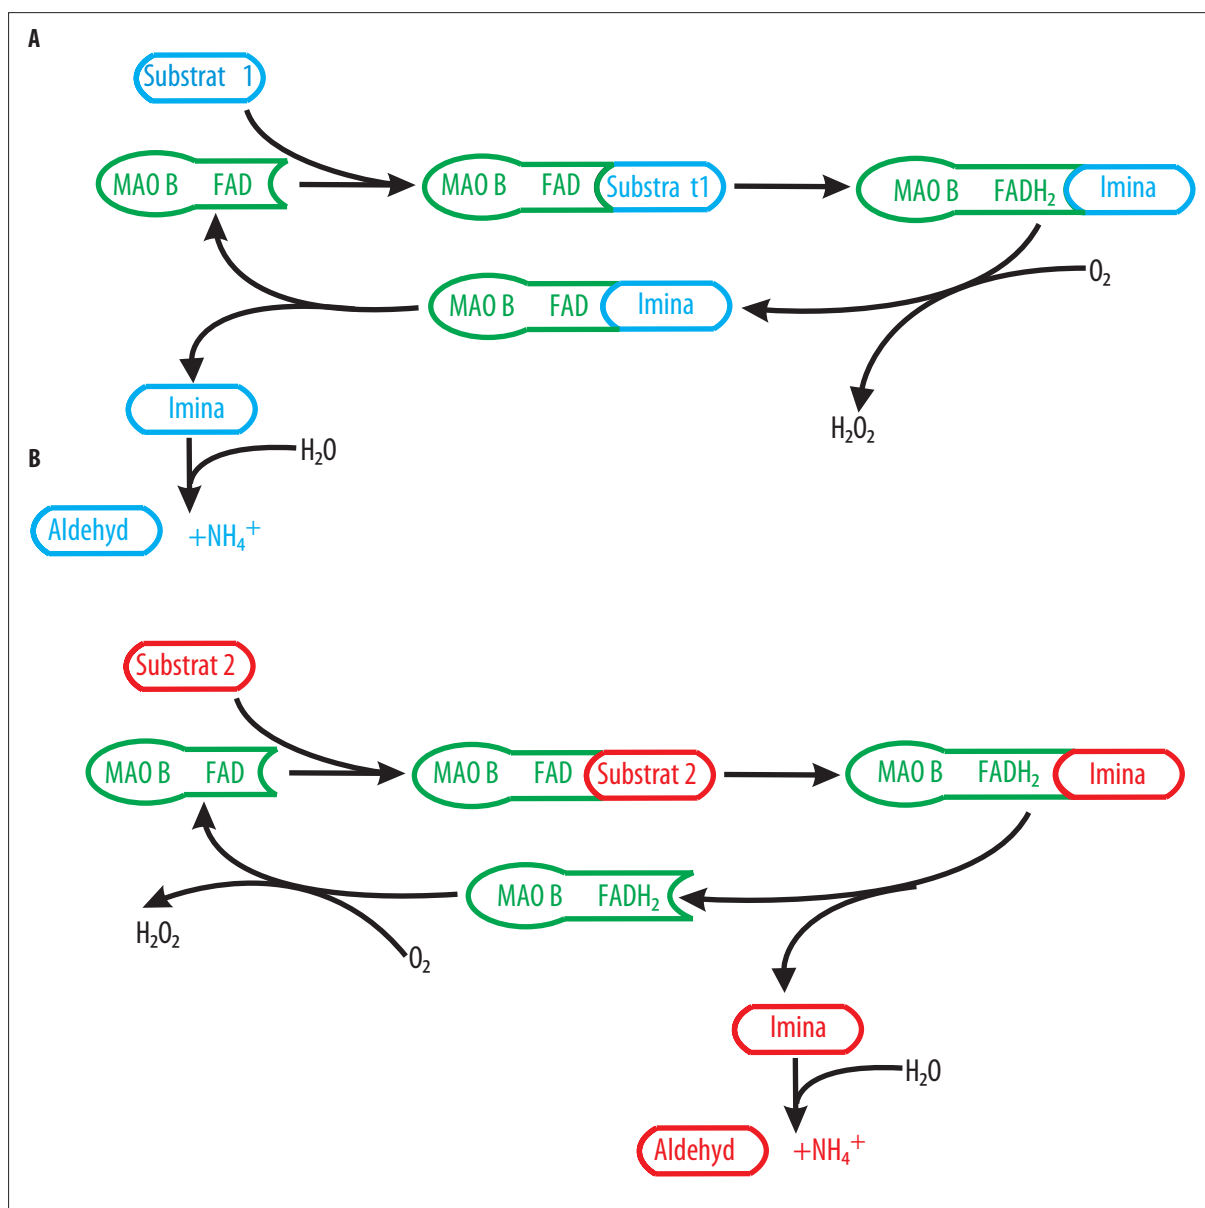 A
Substrat 1
MAO B FAD
MAO B FAD Substra t1
MAO B FADH₂ Imina
O₂
MAO B FAD Imina
Imina
H₂O₂
H₂O
B
Aldehyd +NH₄⁺
Substrat 2
MAO B FAD
MAO B FAD Substrat 2
MAO B FADH₂ Imina
MAO B FADH₂
H₂O₂
O₂
Imina
H₂O
Aldehyd +NH₄⁺